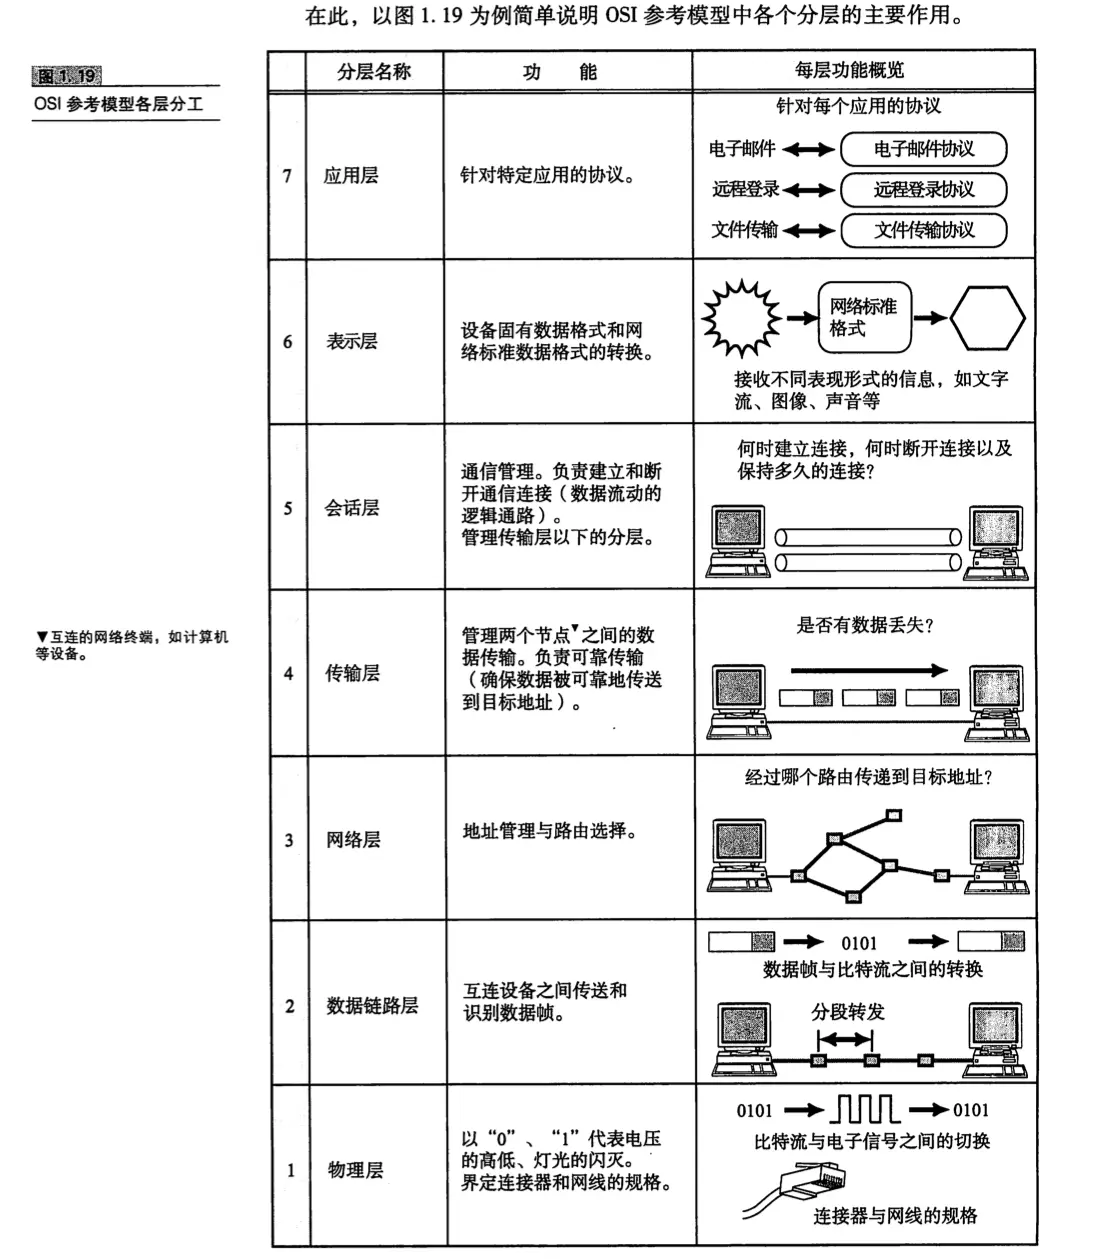 在此，以图1.19为例简单说明OSI参考模型中各个分层的主要作用。
图1.19
OSI参考模型各层分工
分层名称
功 能
每层功能概览
7
应用层
针对特定应用的协议。
针对每个应用的协议
电子邮件
电子邮件协议
远程登录
远程登录协议
文件传输
文件传输协议
6
表示层
设备固有数据格式和网
络标准数据格式的转换。
网络标准
格式
接收不同表现形式的信息，如文字
流、图像、声音等
5
会话层
通信管理。负责建立和断
开通信连接（数据流动的
逻辑通路）。
管理传输层以下的分层。
何时建立连接，何时断开连接以及
保持多久的连接？
▼互连的网络终端，如计算机
等设备。
4
传输层
管理两个节点▼之间的数
据传输。负责可靠传输
（确保数据被可靠地传送
到目标地址）。
是否有数据丢失？
3
网络层
地址管理与路由选择。
经过哪个路由传递到目标地址？
2
数据链路层
互连设备之间传送和
识别数据帧。
0101
数据帧与比特流之间的转换
分段转发
1
物理层
以“0”、“1”代表电压
的高低、灯光的闪灭。
界定连接器和网线的规格。
0101
0101
比特流与电子信号之间的切换
连接器与网线的规格